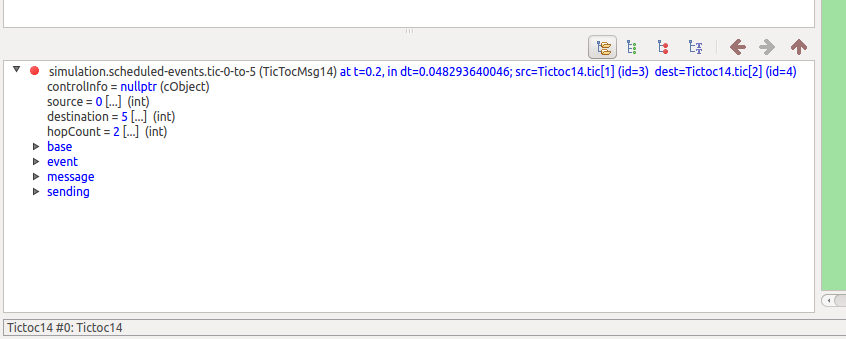 simulation.scheduled-events.tic-0-to-5 (TicTocMsg14) at t=0.2, in dt=0.048293640046; src=Tictoc14.tic[1] (id=3) dest=Tictoc14.tic[2] (id=4)
controlInfo = nullptr (cObject)
source = 0 [...] (int)
destination = 5 [...] (int)
hopCount = 2 [...] (int)
base
event
message
sending
Tictoc14 #0: Tictoc14